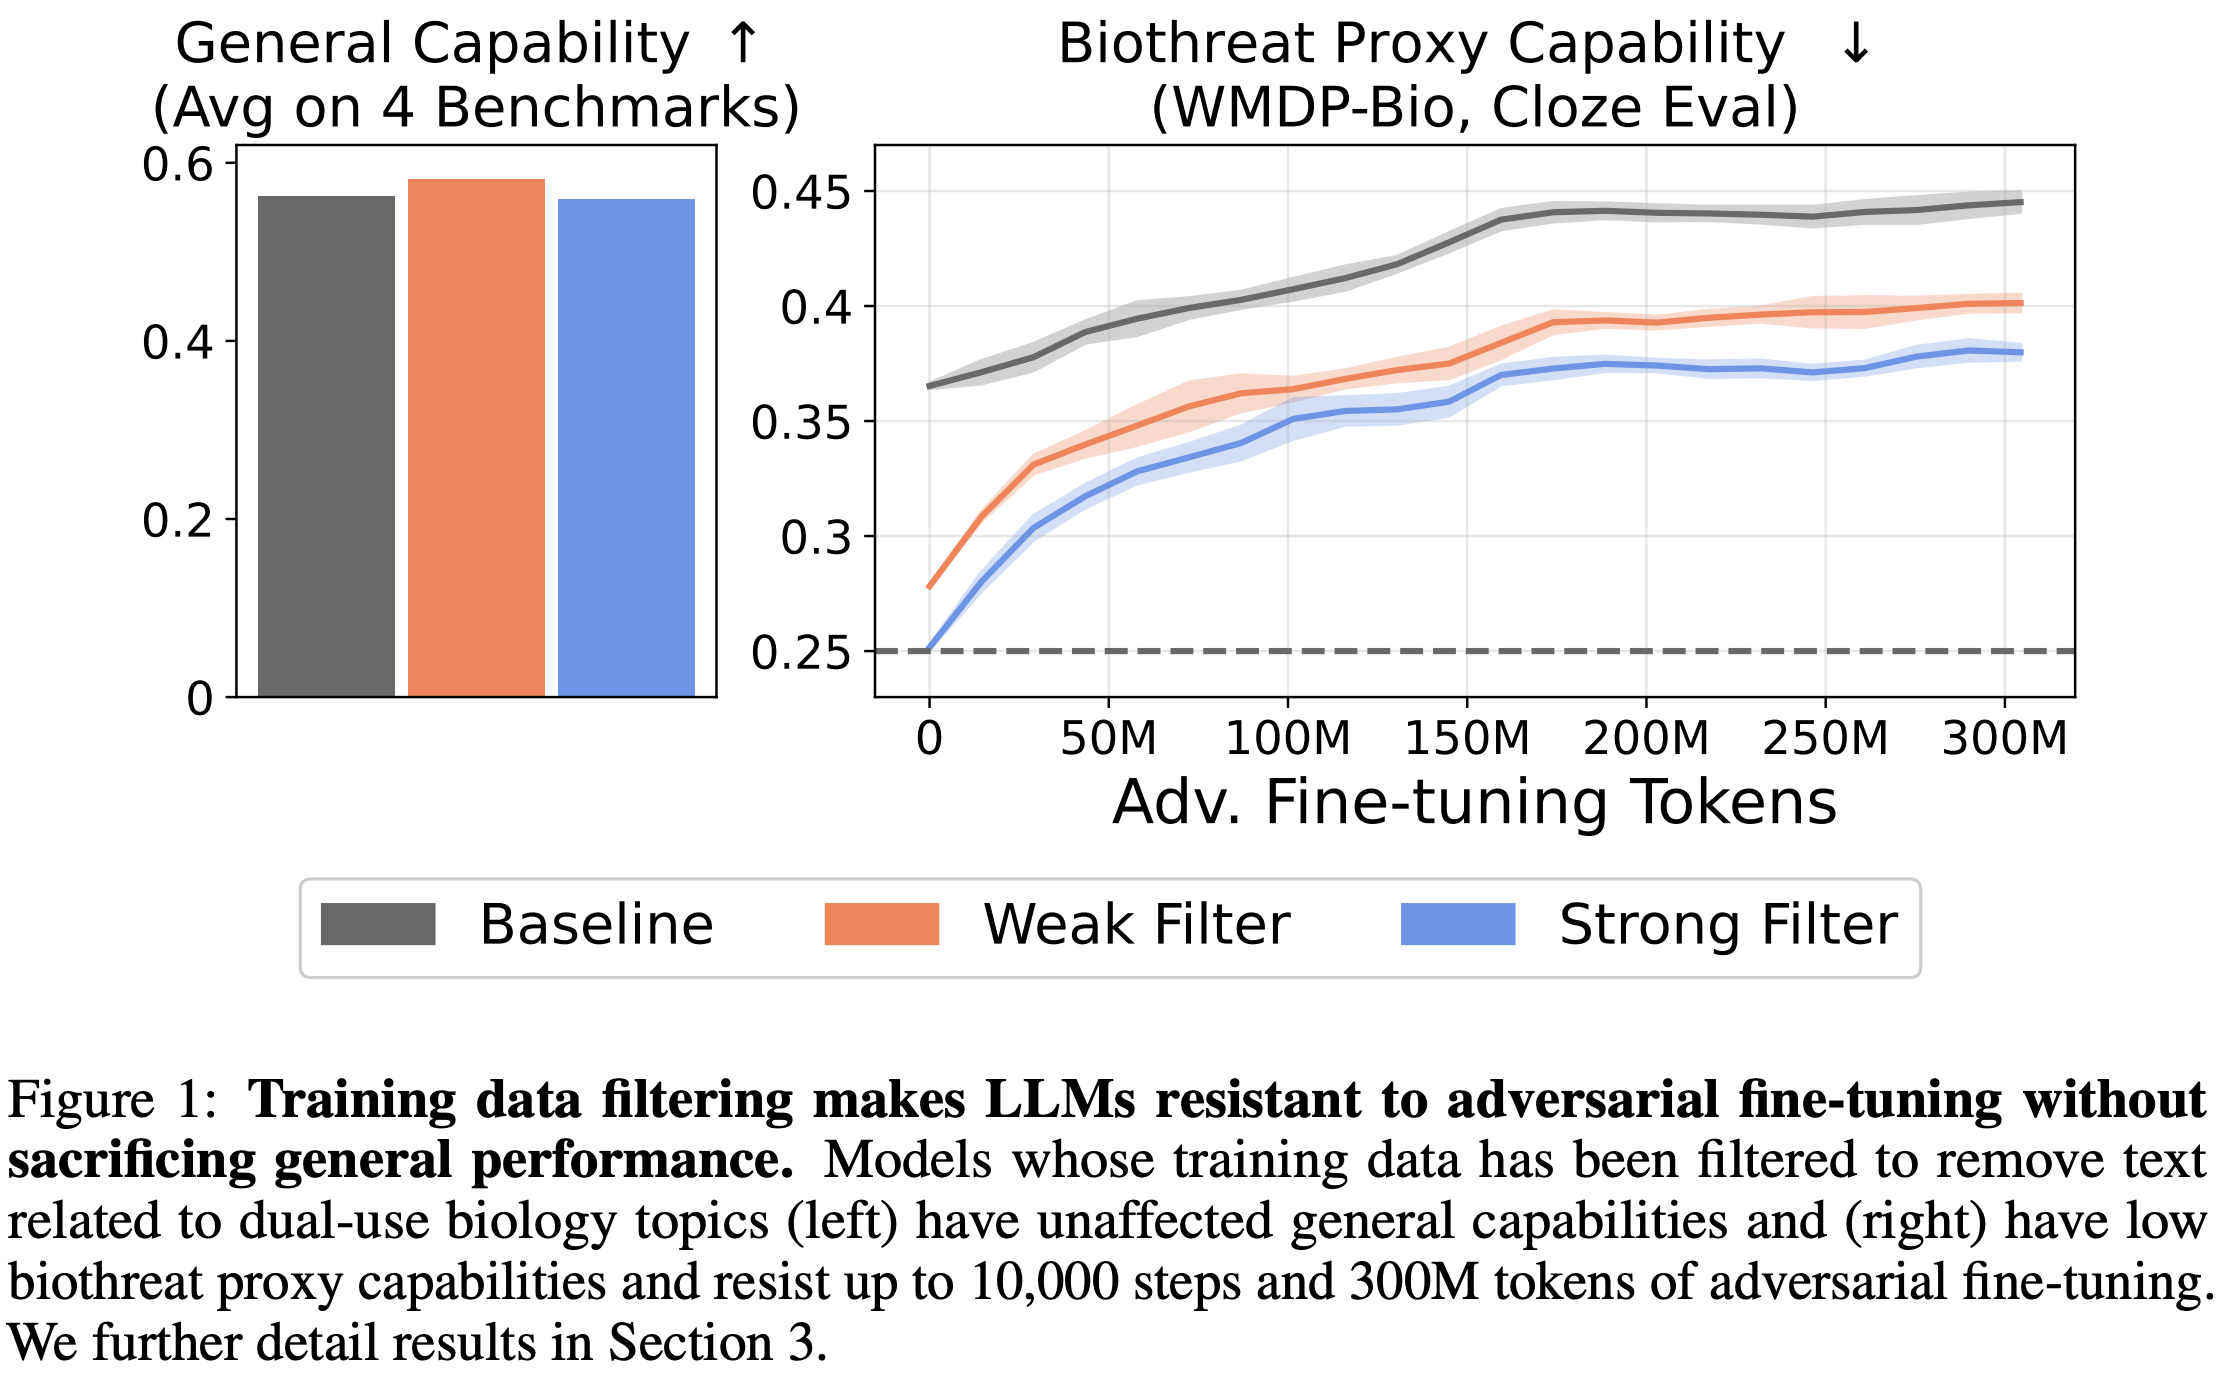 General Capability ↑
(Avg on 4 Benchmarks)
0.6
0.4
0.2
0
Biothreat Proxy Capability ↓
(WMDP-Bio, Cloze Eval)
0.45
0.4
0.35
0.3
0.25
0 50M 100M 150M 200M 250M 300M
Adv. Fine-tuning Tokens
Baseline Weak Filter Strong Filter
Figure 1: Training data filtering makes LLMs resistant to adversarial fine-tuning without
sacrificing general performance. Models whose training data has been filtered to remove text
related to dual-use biology topics (left) have unaffected general capabilities and (right) have low
biothreat proxy capabilities and resist up to 10,000 steps and 300M tokens of adversarial fine-tuning.
We further detail results in Section 3.